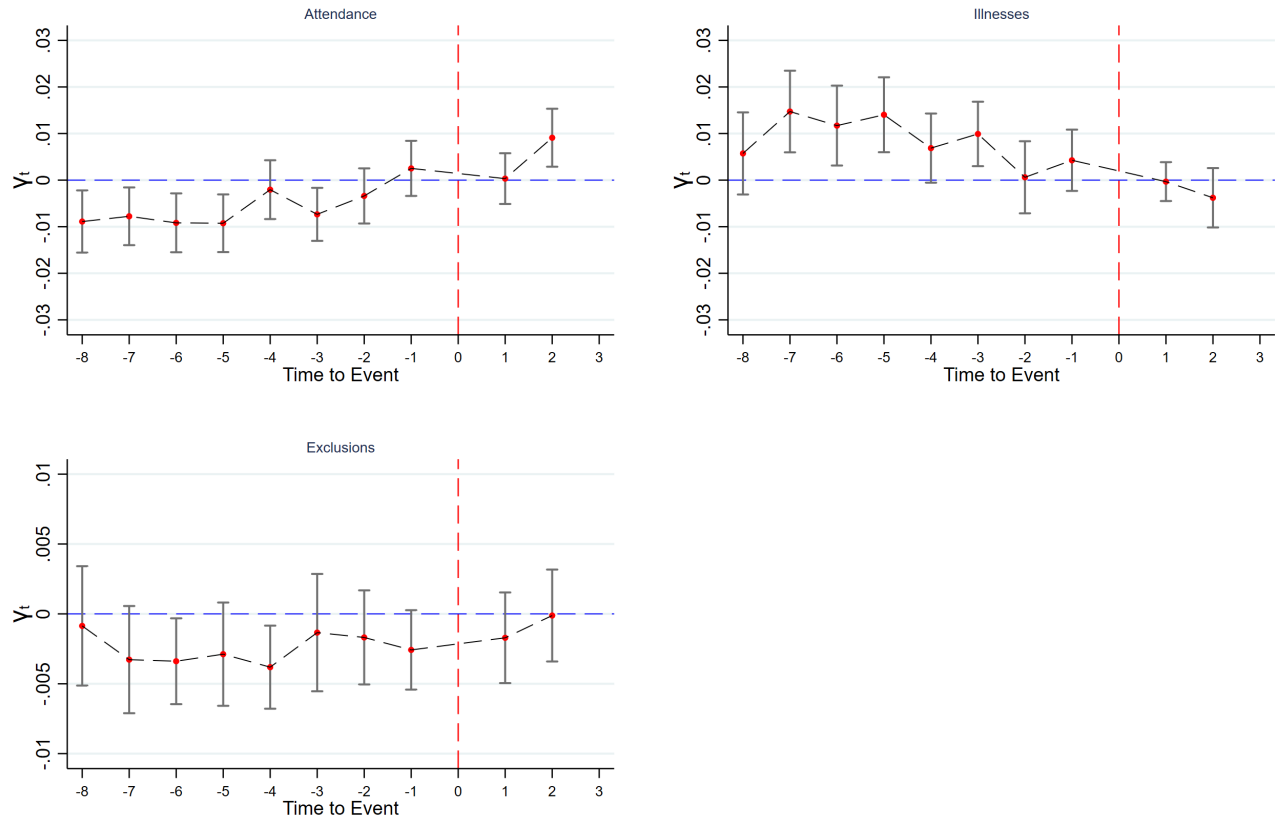 Attendance
.03
.02
.01
0
-.01
-.02
-.03
γt
-8 -7 -6 -5 -4 -3 -2 -1 0 1 2 3
Time to Event
Illnesses
.03
.02
.01
0
-.01
-.02
-.03
γt
-8 -7 -6 -5 -4 -3 -2 -1 0 1 2 3
Time to Event
Exclusions
.01
.005
0
-.005
-.01
γt
-8 -7 -6 -5 -4 -3 -2 -1 0 1 2 3
Time to Event